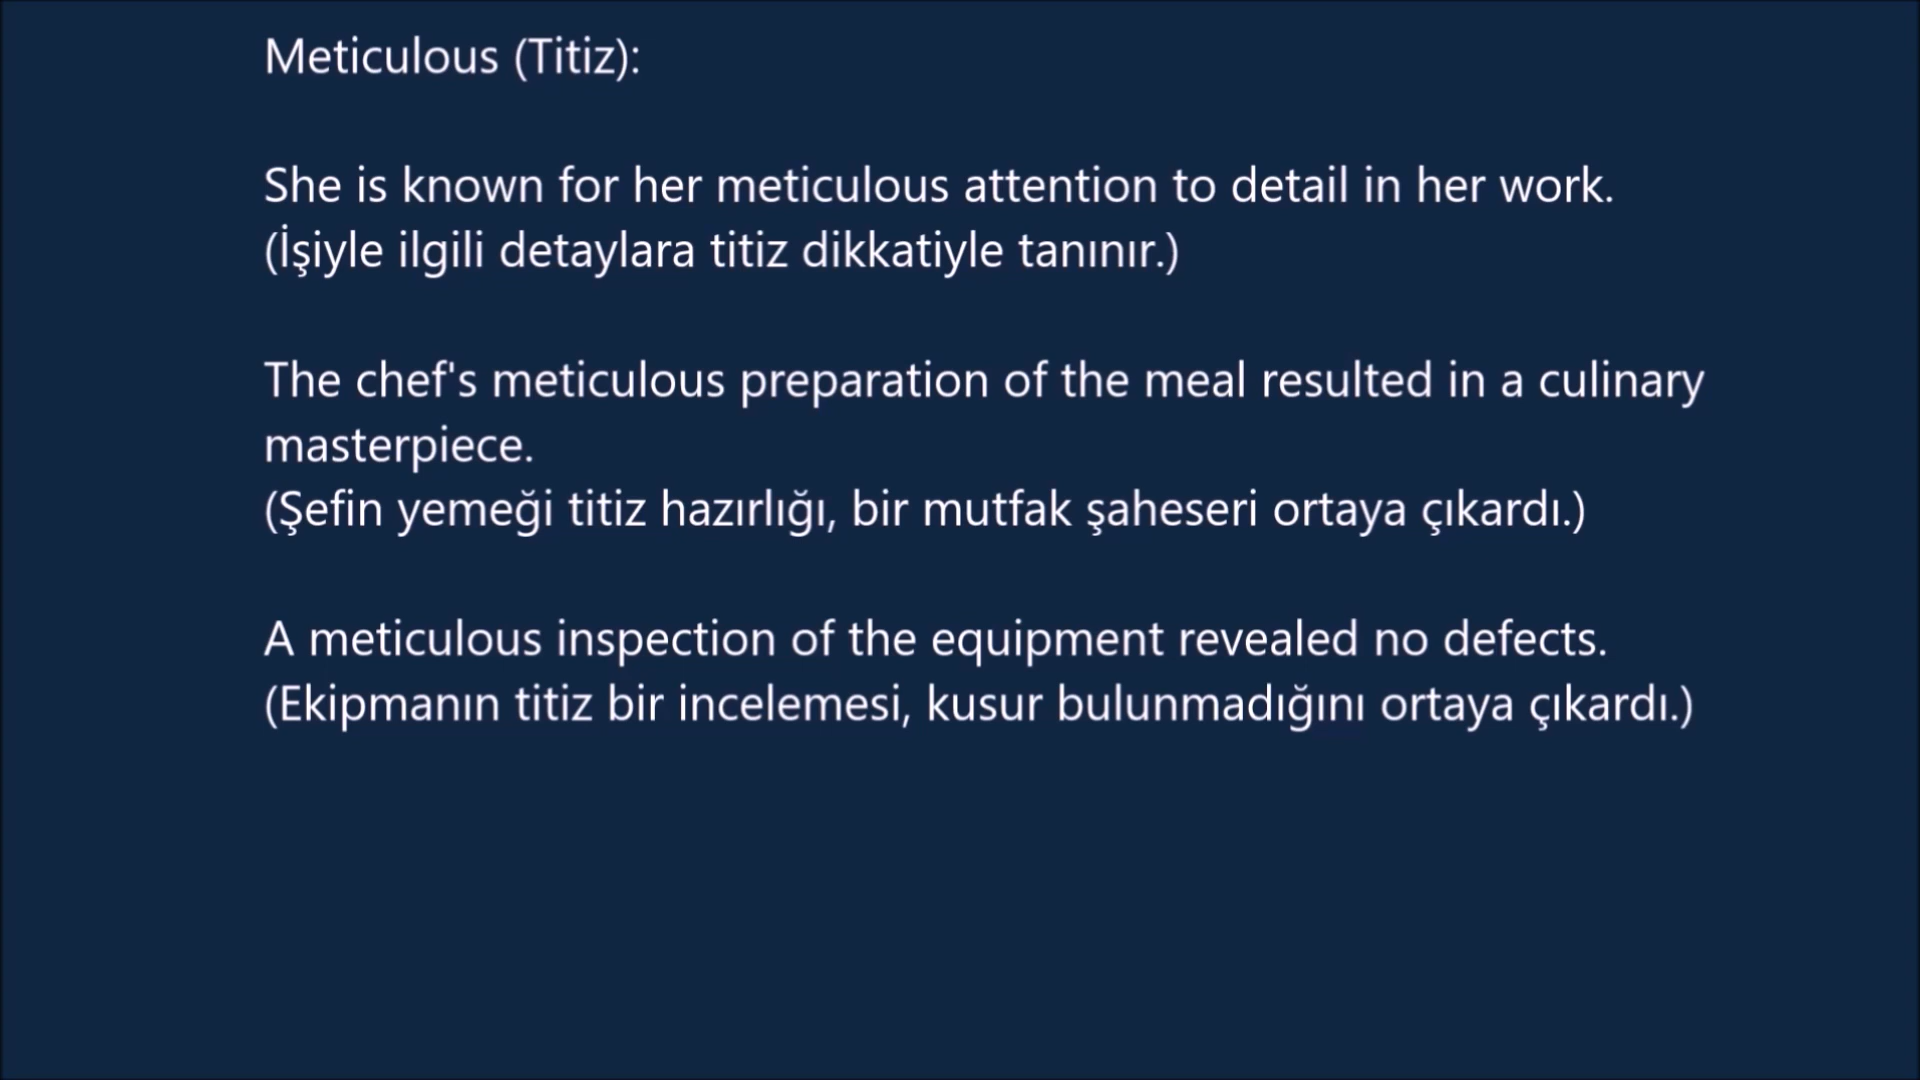 Meticulous (Titiz):
She is known for her meticulous attention to detail in her work.
(İşiyle ilgili detaylara titiz dikkatiyle tanınır.)
The chef's meticulous preparation of the meal resulted in a culinary
masterpiece.
(Şefin yemeği titiz hazırlığı, bir mutfak şaheseri ortaya çıkardı.)
A meticulous inspection of the equipment revealed no defects.
(Ekipmanın titiz bir incelemesi, kusur bulunmadığını ortaya çıkardı.)